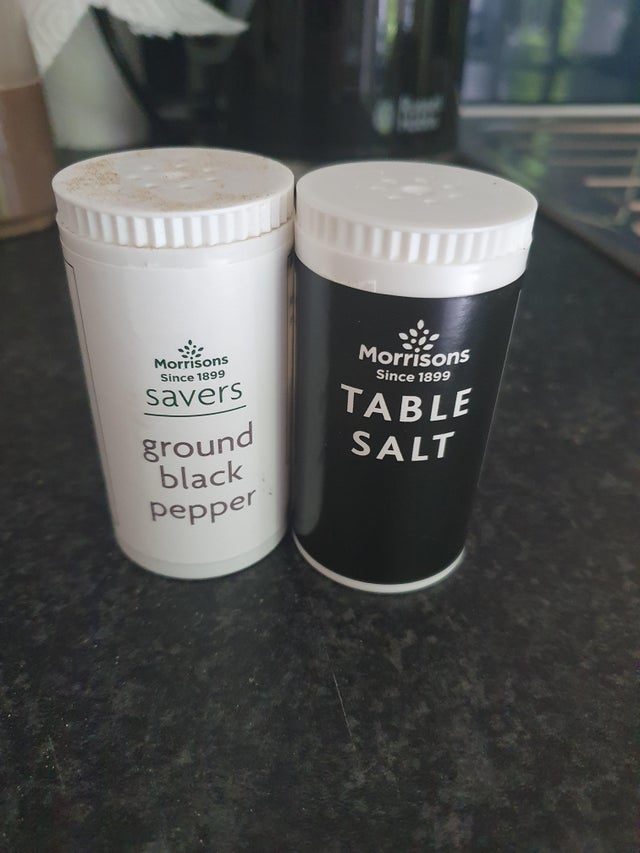 Morrisons
Since 1899
savers
ground
black
pepper
Morrisons
Since 1899
TABLE
SALT